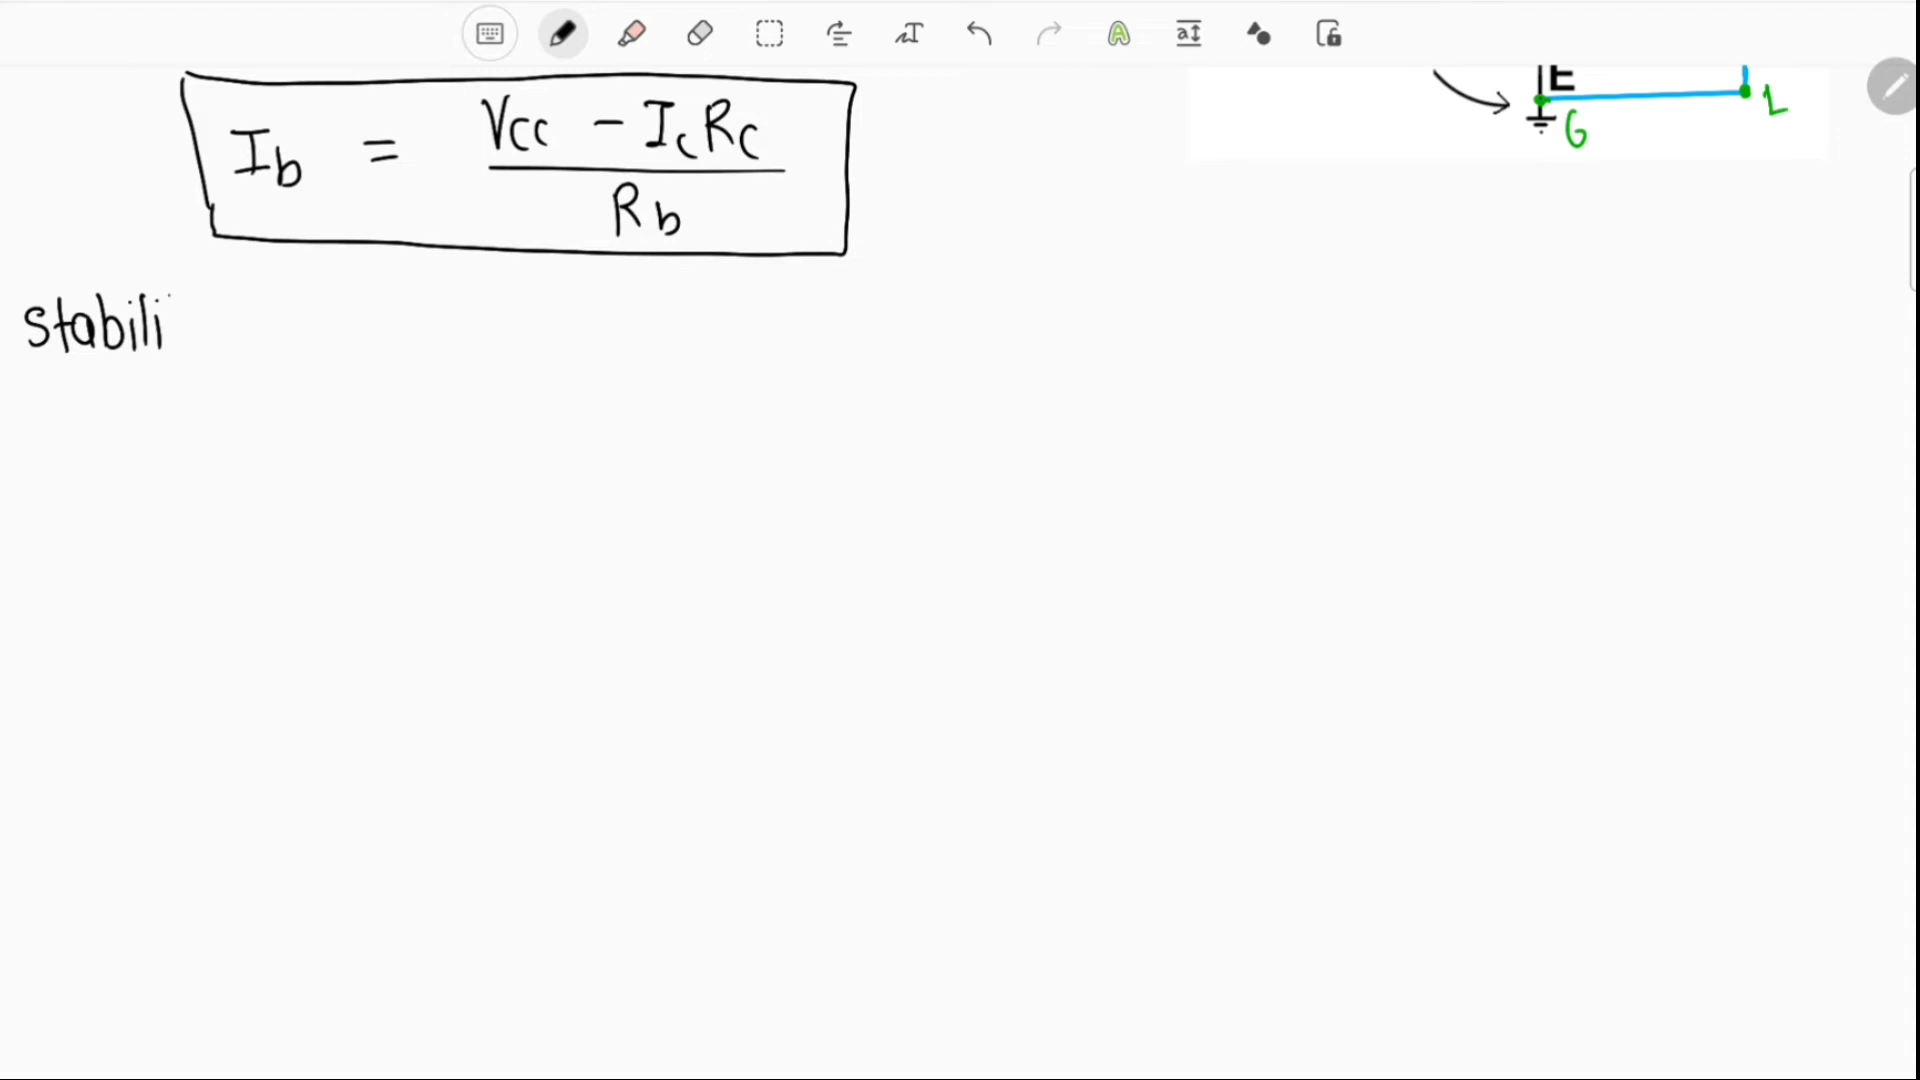 E
L
G
Ib = Vcc - IcRc
Rb
stabili